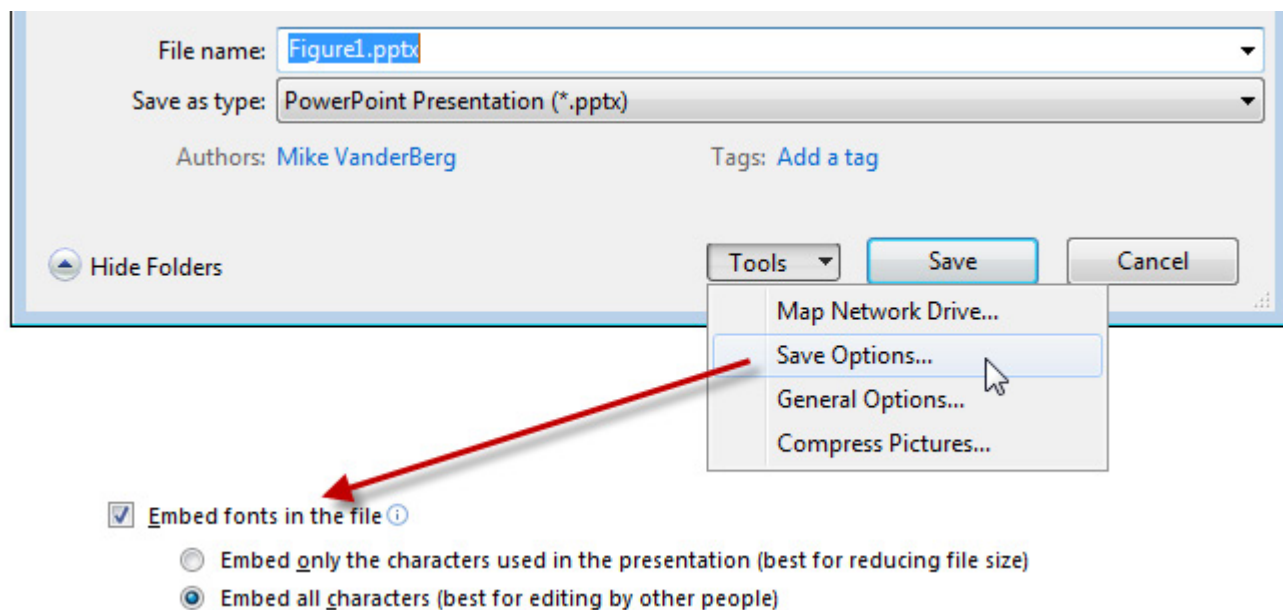 File name: Figure1.pptx
Save as type: PowerPoint Presentation (*.pptx)
Authors: Mike VanderBerg Tags: Add a tag
Hide Folders Tools Save Cancel
Map Network Drive...
Save Options...
General Options...
Compress Pictures...
Embed fonts in the file
Embed only the characters used in the presentation (best for reducing file size)
Embed all characters (best for editing by other people)